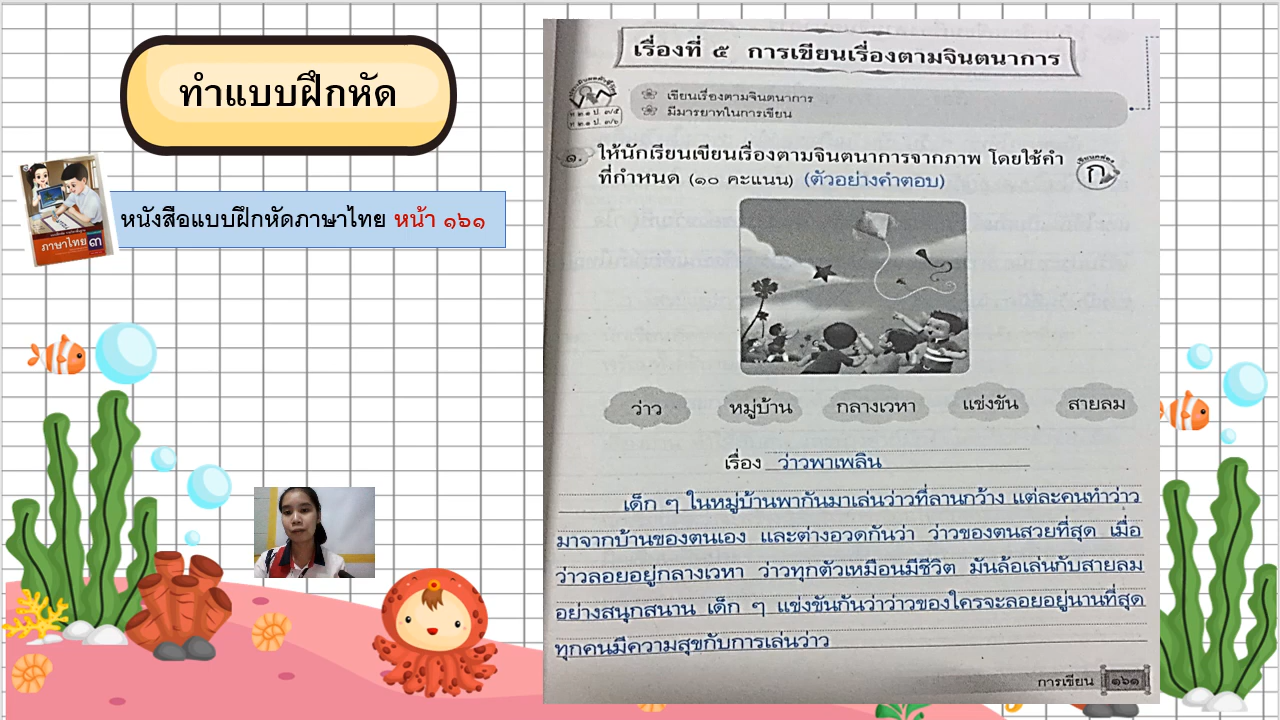 ทำแบบฝึกหัด
ภาษาไทย ๓
หนังสือแบบฝึกหัดภาษาไทย หน้า ๑๖๑
เรื่องที่ ๕ การเขียนเรื่องตามจินตนาการ
ท ๒.๑ ป. ๓/๕
ท ๒.๑ ป. ๓/๖
เขียนเรื่องตามจินตนาการ
มีมารยาทในการเขียน
๑. ให้นักเรียนเขียนเรื่องตามจินตนาการจากภาพ โดยใช้คำ
ที่กำหนด (๑๐ คะแนน) (ตัวอย่างคำตอบ)
ก
ว่าว หมู่บ้าน กลางเวหา แข่งขัน สายลม
เรื่อง ว่าวพาเพลิน
เด็ก ๆ ในหมู่บ้านพากันมาเล่นว่าวที่ลานกว้าง แต่ละคนทำว่าว
มาจากบ้านของตนเอง และต่างอวดกันว่า ว่าวของตนสวยที่สุด เมื่อ
ว่าวลอยอยู่กลางเวหา ว่าวทุกตัวเหมือนมีชีวิต มันล้อเล่นกับสายลม
อย่างสนุกสนาน เด็ก ๆ แข่งขันกันว่าว่าวของใครจะลอยอยู่นานที่สุด
ทุกคนมีความสุขกับการเล่นว่าว
การเขียน ๑๖๑